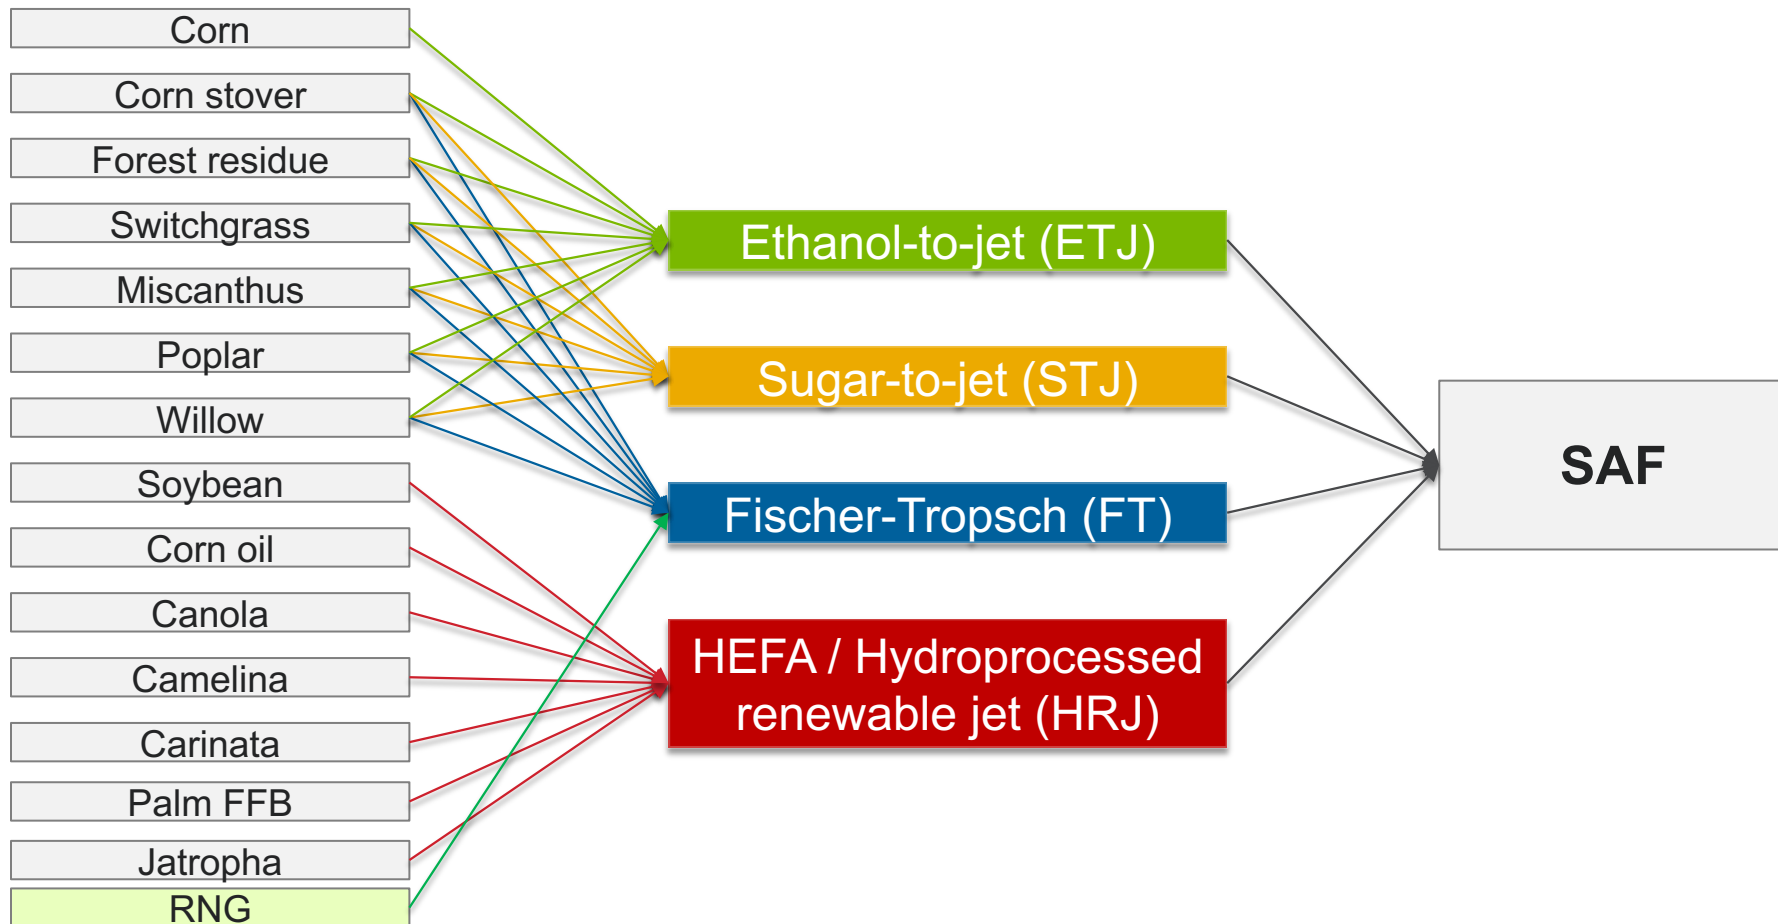 Corn
Corn stover
Forest residue
Switchgrass
Miscanthus
Poplar
Willow
Soybean
Corn oil
Canola
Camelina
Carinata
Palm FFB
Jatropha
RNG
Ethanol-to-jet (ETJ)
Sugar-to-jet (STJ)
Fischer-Tropsch (FT)
HEFA / Hydroprocessed
renewable jet (HRJ)
SAF